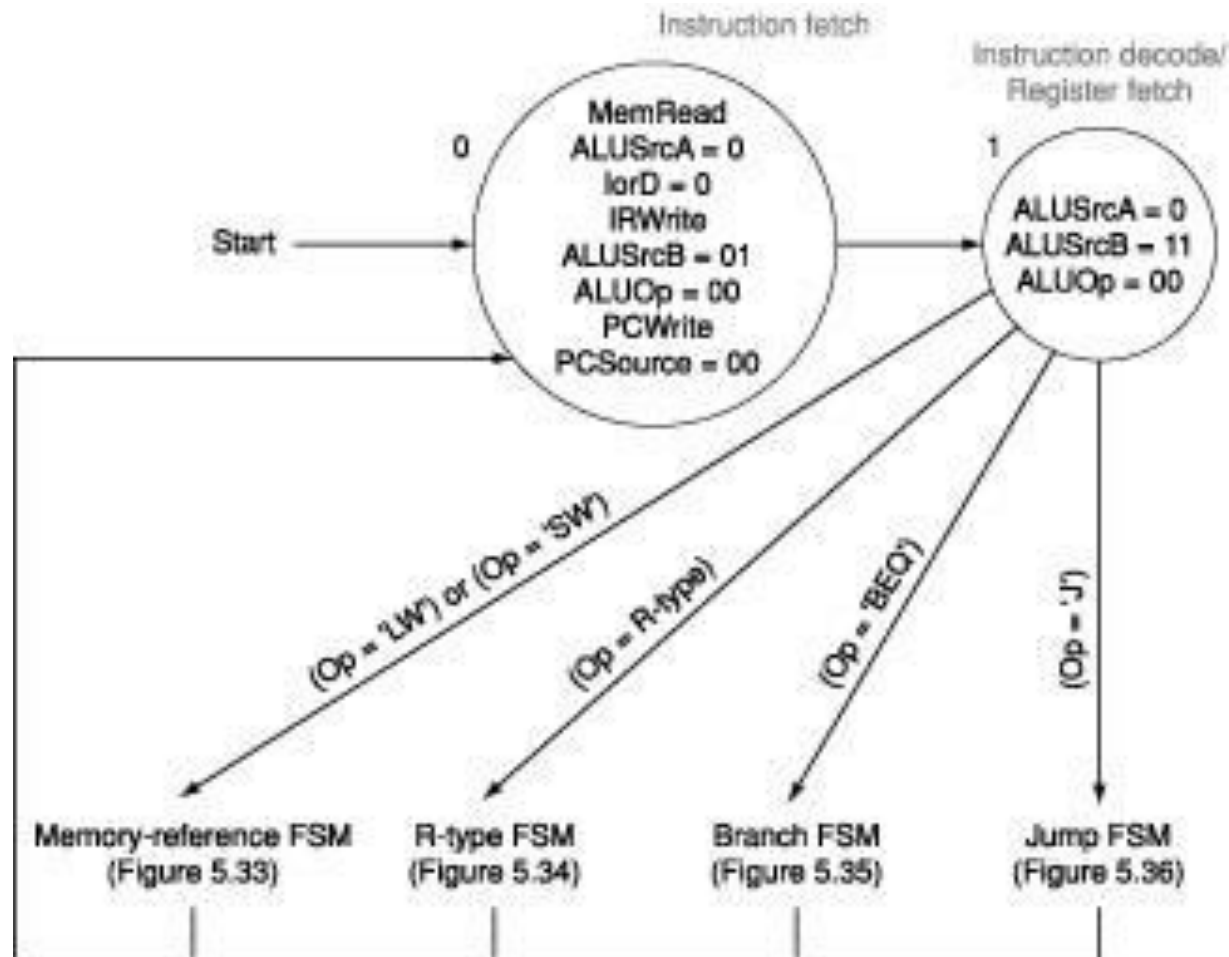 Instruction fetch
Instruction decode/
Register fetch
0
MemRead
ALUSrcA = 0
IorD = 0
IRWrite
ALUSrcB = 01
ALUOp = 00
PCWrite
PCSource = 00
1
ALUSrcA = 0
ALUSrcB = 11
ALUOp = 00
Start
(Op = 'LW') or (Op = 'SW')
(Op = R-type)
(Op = 'BEQ')
(Op = 'J')
Memory-reference FSM
(Figure 5.33)
R-type FSM
(Figure 5.34)
Branch FSM
(Figure 5.35)
Jump FSM
(Figure 5.36)